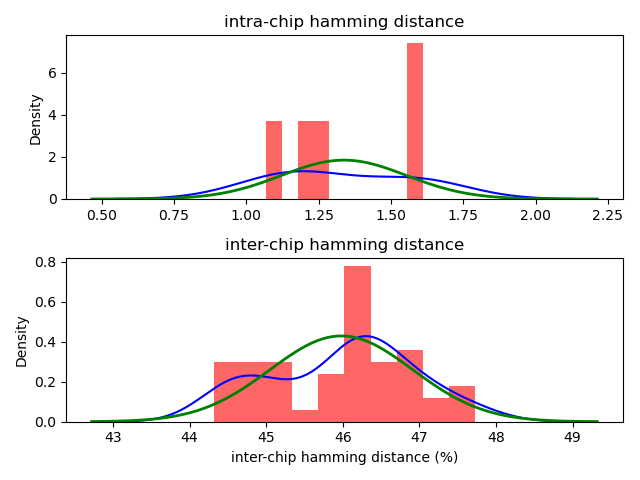 intra-chip hamming distance
Density
6
4
2
0
0.50 0.75 1.00 1.25 1.50 1.75 2.00 2.25
inter-chip hamming distance
Density
0.8
0.6
0.4
0.2
0.0
43 44 45 46 47 48 49
inter-chip hamming distance (%)